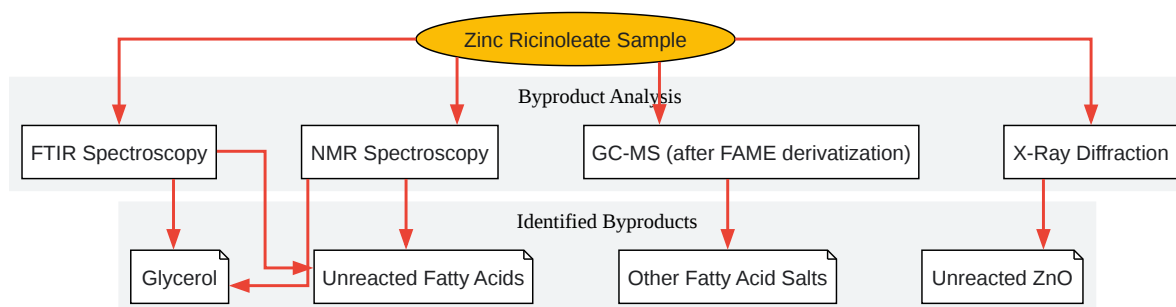 Zinc Ricinoleate Sample
Byproduct Analysis
FTIR Spectroscopy
NMR Spectroscopy
GC-MS (after FAME derivatization)
X-Ray Diffraction
Identified Byproducts
Glycerol
Unreacted Fatty Acids
Other Fatty Acid Salts
Unreacted ZnO